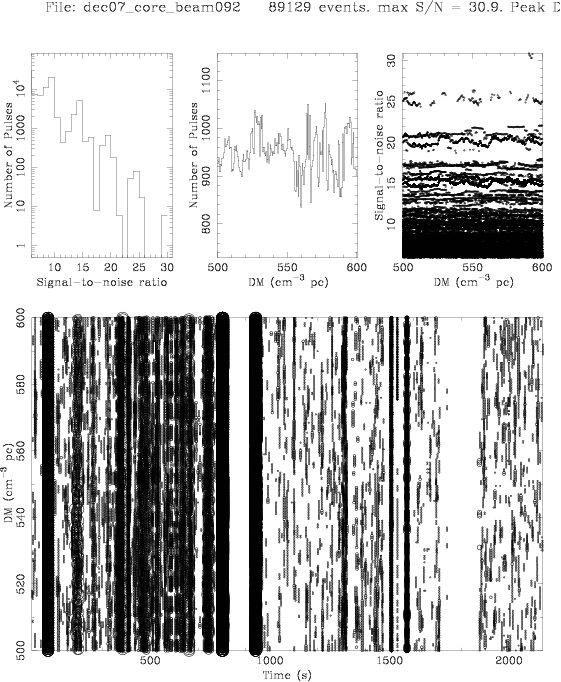 File: dec07_core_beam092 89129 events. max S/N = 30.9. Peak D
Number of Pulses
10⁴
1000
100
10
1
10 15 20 25 30
Signal-to-noise ratio
Number of Pulses
1100
1000
900
800
500 550 600
DM (cm⁻³ pc)
Signal-to-noise ratio
30
25
20
15
10
500 550 600
DM (cm⁻³ pc)
DM (cm⁻³ pc)
600
580
560
540
520
500
500 1000 1500 2000
Time (s)